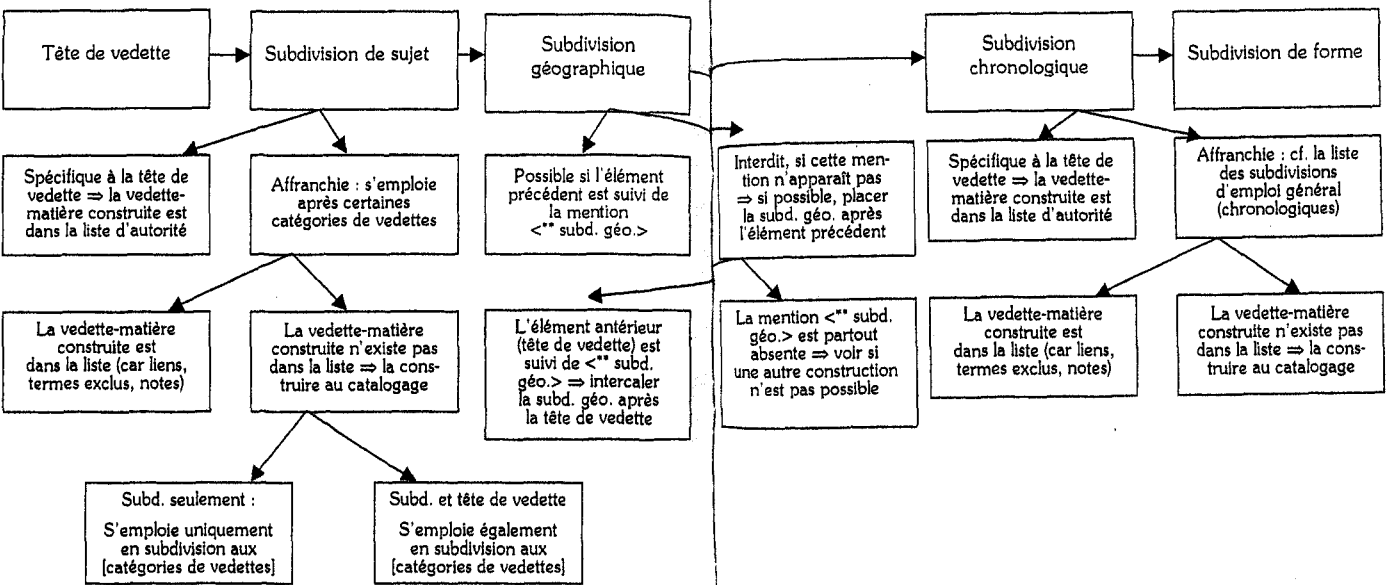 Tête de vedette
Subdivision de sujet
Subdivision
géographique
Subdivision
chronologique
Subdivision de forme
Spécifique à la tête de
vedette ⇒ la vedette-
matière construite est
dans la liste d'autorité
Affranchie : s'emploie
après certaines
catégories de vedettes
Possible si l'élément
précédent est suivi de
la mention
<** subd. géo.>
Interdit, si cette men-
tion n'apparaît pas
⇒ si possible, placer
la subd. géo. après
l'élément précédent
Spécifique à la tête de
vedette ⇒ la vedette-
matière construite est
dans la liste d'autorité
Affranchie : cf. la liste
des subdivisions
d'emploi général
(chronologiques)
La vedette-matière
construite est
dans la liste (car liens,
termes exclus, notes)
La vedette-matière
construite n'existe pas
dans la liste ⇒ la cons-
truire au catalogage
L'élément antérieur
(tête de vedette) est
suivi de <** subd.
géo.> ⇒ intercaler
la subd. géo. après
la tête de vedette
La mention <** subd.
géo.> est partout
absente ⇒ voir si
une autre construction
n'est pas possible
La vedette-matière
construite est
dans la liste (car liens,
termes exclus, notes)
La vedette-matière
construite n'existe pas
dans la liste ⇒ la cons-
truire au catalogage
Subd. seulement :
S'emploie uniquement
en subdivision aux
[catégories de vedettes]
Subd. et tête de vedette
S'emploie également
en subdivision aux
[catégories de vedettes]